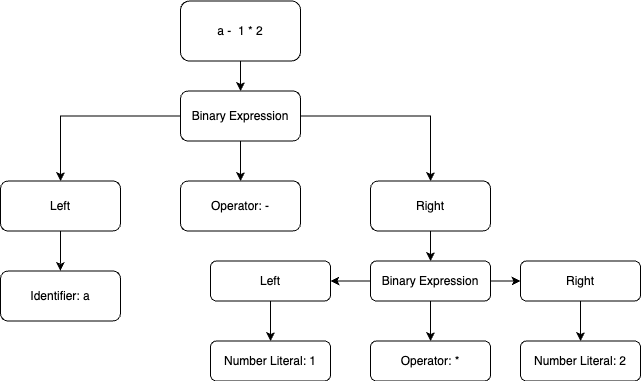 a -  1 * 2
Binary Expression
Left
Operator: -
Right
Identifier: a
Left
Binary Expression
Right
Number Literal: 1
Operator: *
Number Literal: 2